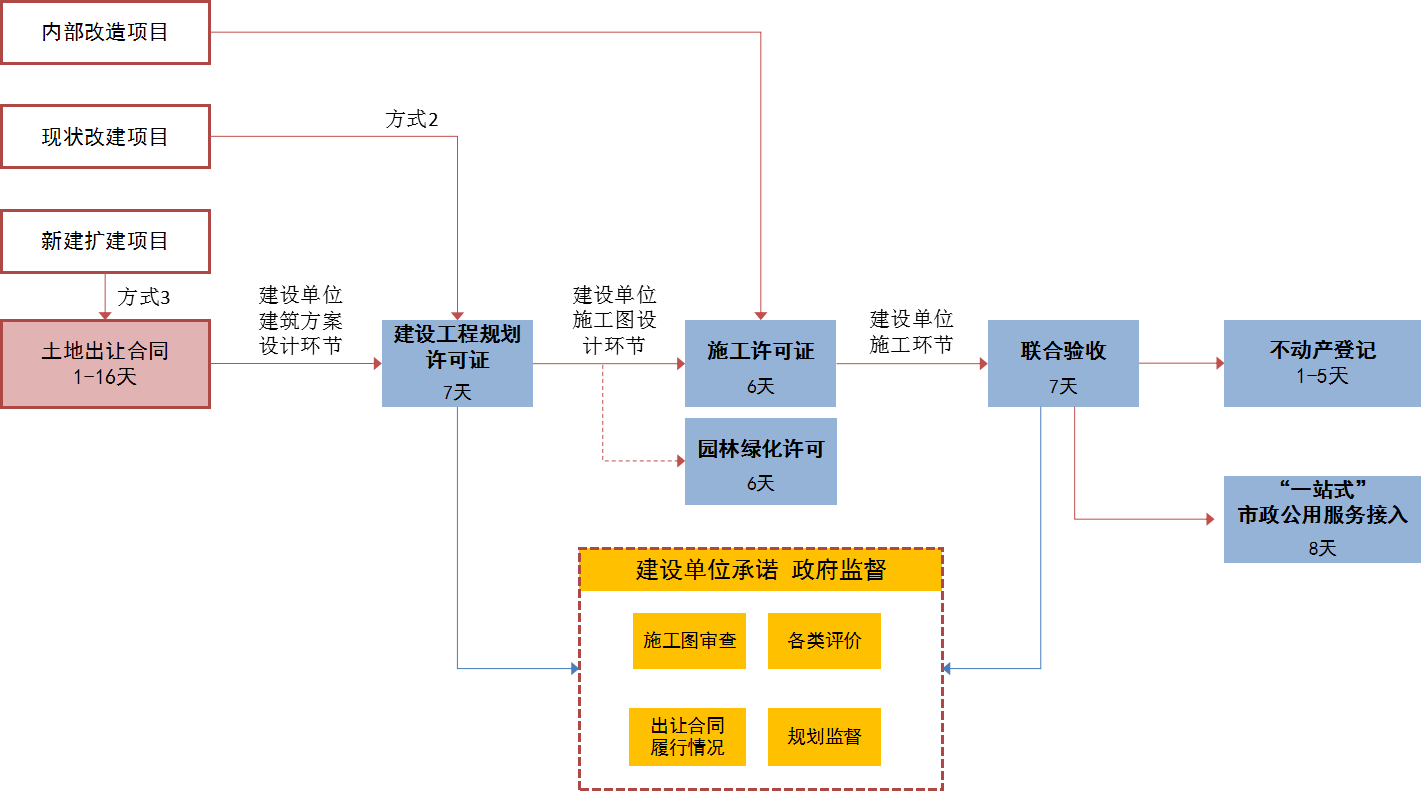 内部改造项目
现状改建项目
方式2
新建扩建项目
方式3
土地出让合同
1-16天
建设单位
建筑方案
设计环节
建设工程规划
许可证
7天
建设单位
施工图设
计环节
施工许可证
6天
园林绿化许可
6天
建设单位
施工环节
联合验收
7天
不动产登记
1-5天
“一站式”
市政公用服务接入
8天
建设单位承诺 政府监督
施工图审查
各类评价
出让合同
履行情况
规划监督